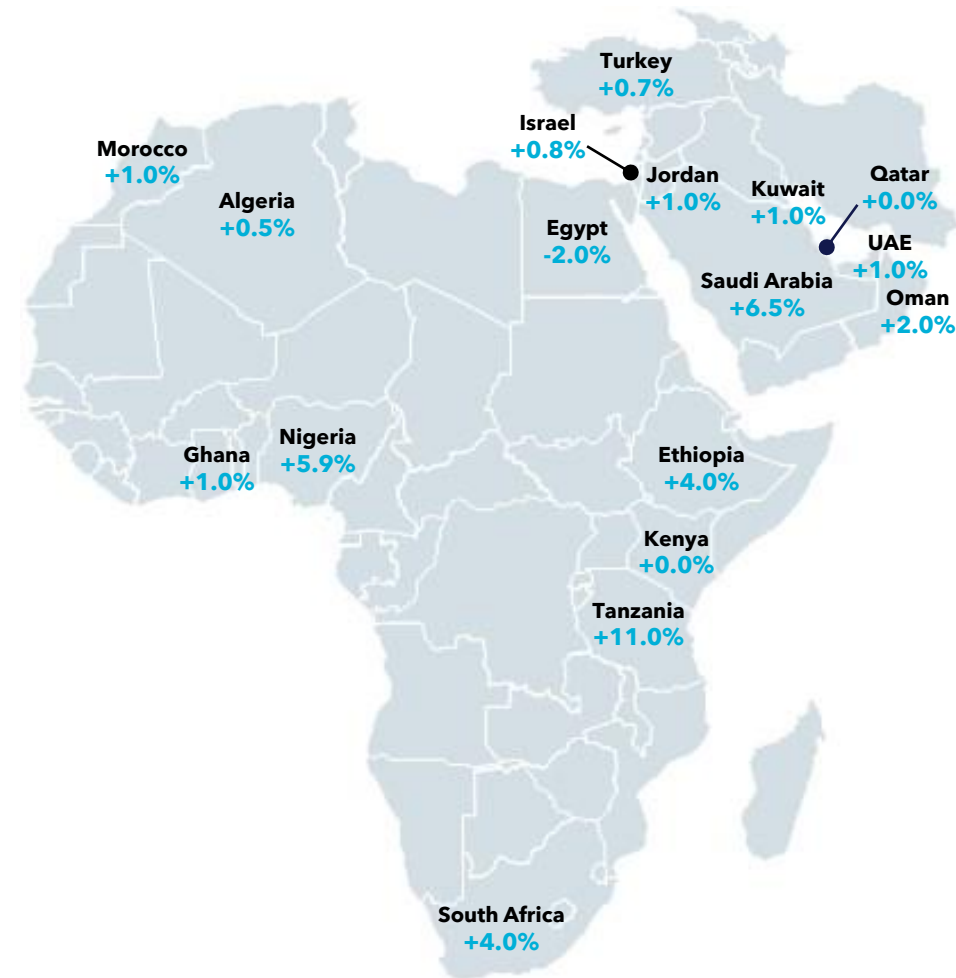 Turkey
+0.7%
Israel
+0.8%
Morocco
+1.0%
Algeria
+0.5%
Jordan
+1.0%
Kuwait
+1.0%
Qatar
+0.0%
Egypt
-2.0%
UAE
+1.0%
Saudi Arabia
+6.5%
Oman
+2.0%
Ghana
+1.0%
Nigeria
+5.9%
Ethiopia
+4.0%
Kenya
+0.0%
Tanzania
+11.0%
South Africa
+4.0%